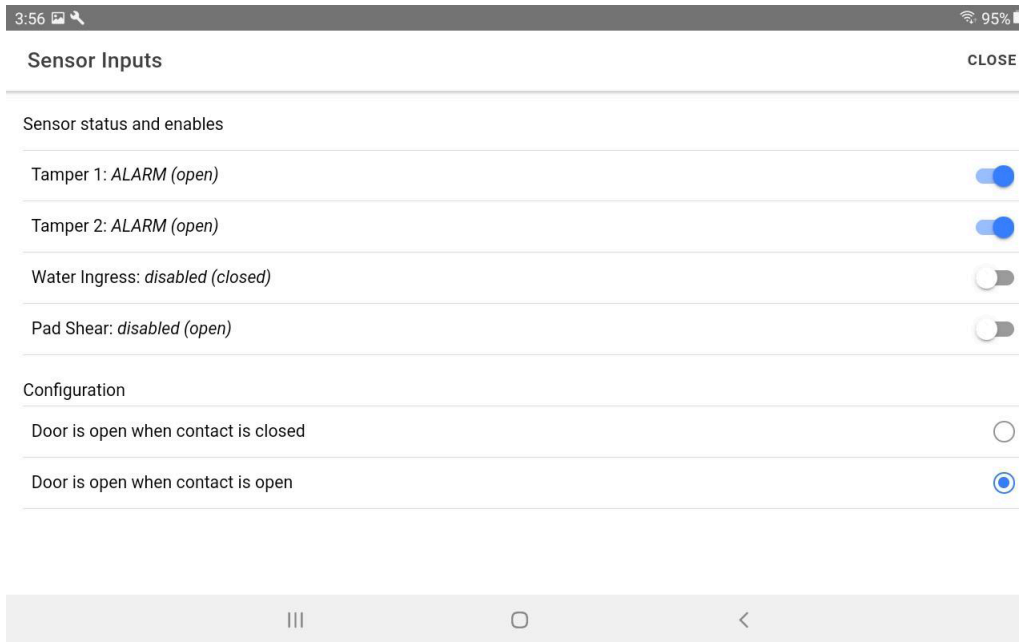 3:56 95%
Sensor Inputs CLOSE
Sensor status and enables
Tamper 1: ALARM (open)
Tamper 2: ALARM (open)
Water Ingress: disabled (closed)
Pad Shear: disabled (open)
Configuration
Door is open when contact is closed
Door is open when contact is open